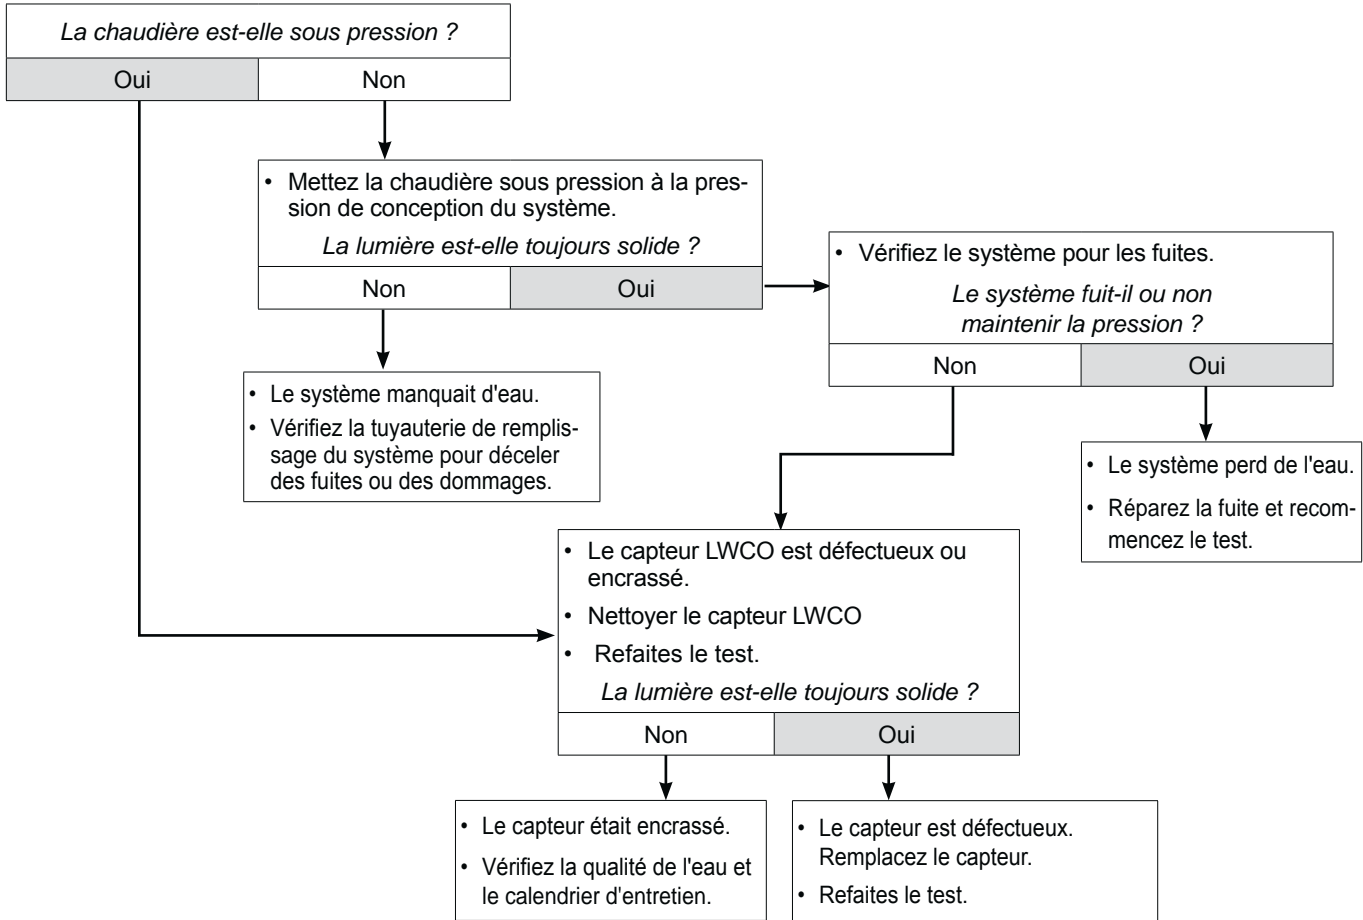 La chaudière est-elle sous pression ?
Oui
Non
• Mettez la chaudière sous pression à la pres-
sion de conception du système.
La lumière est-elle toujours solide ?
Non
Oui
• Vérifiez le système pour les fuites.
Le système fuit-il ou non
maintenir la pression ?
Non
Oui
• Le système manquait d'eau.
• Vérifiez la tuyauterie de remplis-
sage du système pour déceler
des fuites ou des dommages.
• Le système perd de l'eau.
• Réparez la fuite et recom-
mencez le test.
• Le capteur LWCO est défectueux ou
encrassé.
• Nettoyer le capteur LWCO
• Refaites le test.
La lumière est-elle toujours solide ?
Non
Oui
• Le capteur était encrassé.
• Vérifiez la qualité de l'eau et
le calendrier d'entretien.
• Le capteur est défectueux.
Remplacez le capteur.
• Refaites le test.